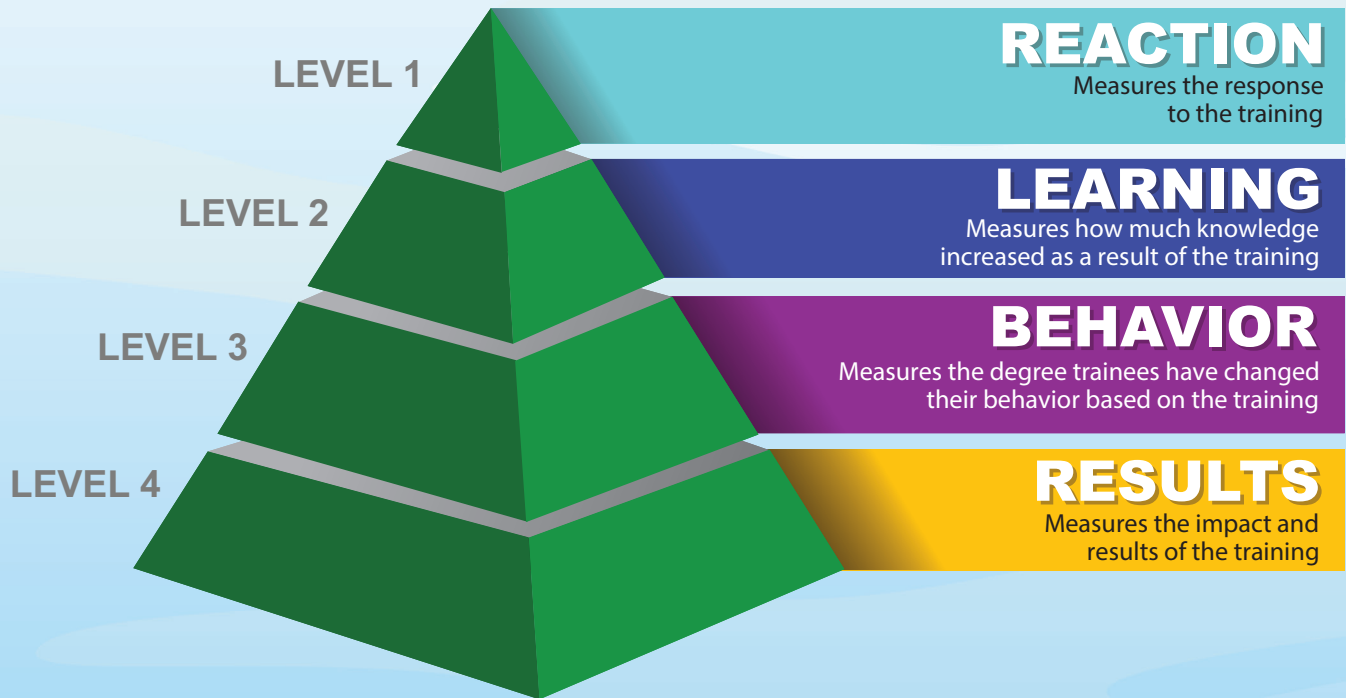 LEVEL 1
REACTION
Measures the response
to the training
LEVEL 2
LEARNING
Measures how much knowledge
increased as a result of the training
LEVEL 3
BEHAVIOR
Measures the degree trainees have changed
their behavior based on the training
LEVEL 4
RESULTS
Measures the impact and
results of the training